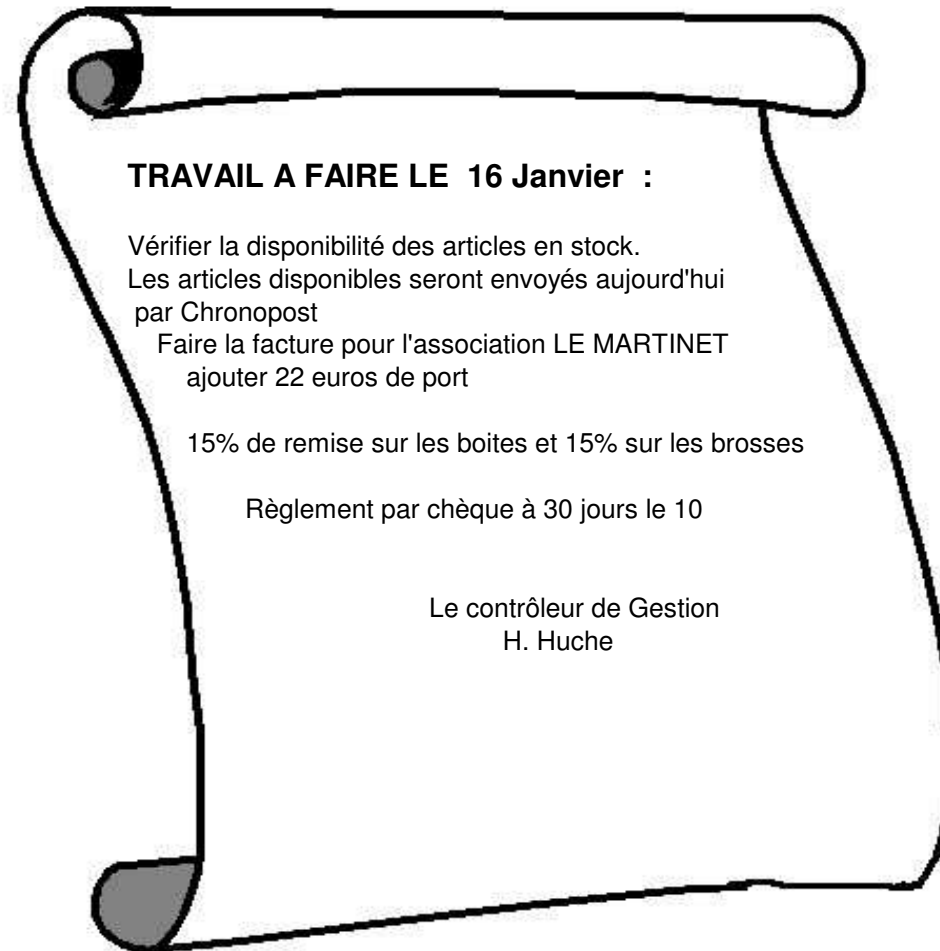 TRAVAIL A FAIRE LE 16 Janvier :
Vérifier la disponibilité des articles en stock.
Les articles disponibles seront envoyés aujourd'hui
par Chronopost
Faire la facture pour l'association LE MARTINET
ajouter 22 euros de port
15% de remise sur les boites et 15% sur les brosses
Règlement par chèque à 30 jours le 10
Le contrôleur de Gestion
H. Huche